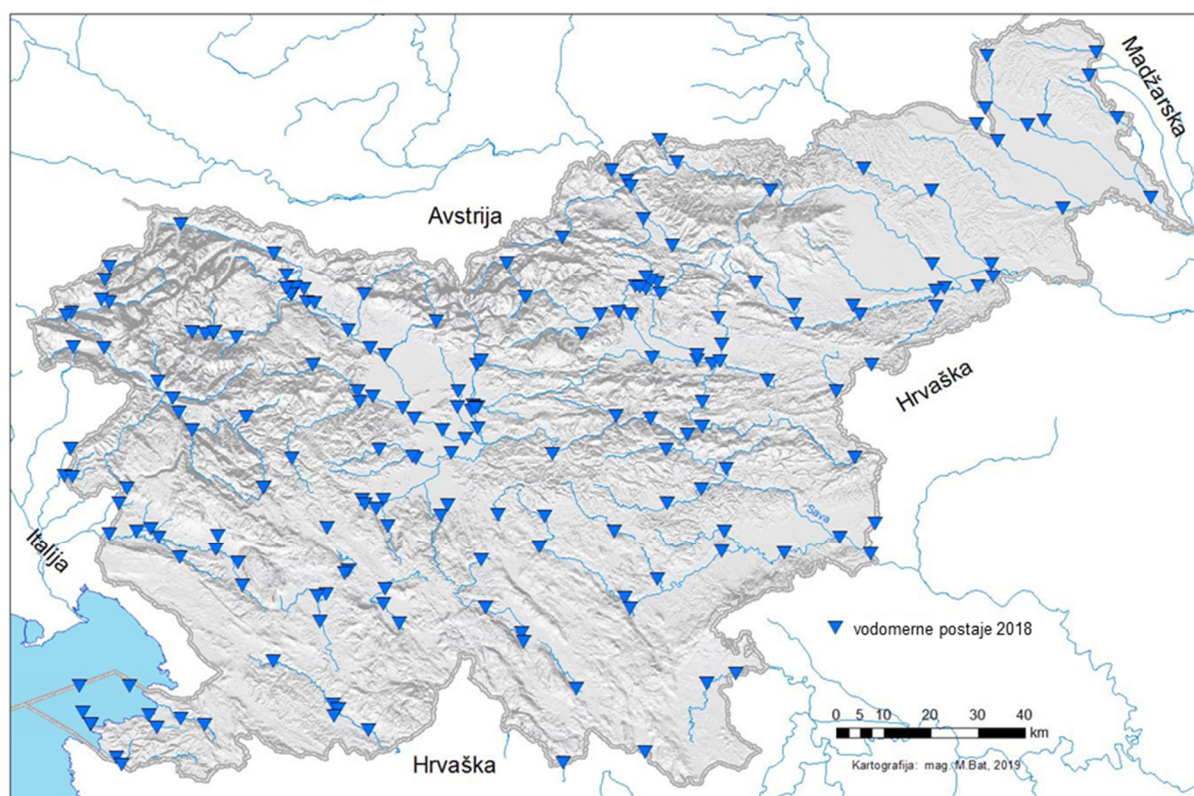 Madžarska
Avstrija
Hrvaška
Sava
Italija
vodomerne postaje 2018
0 5 10 20 30 40
km
Kartografija: mag. M.Bat, 2019
Hrvaška